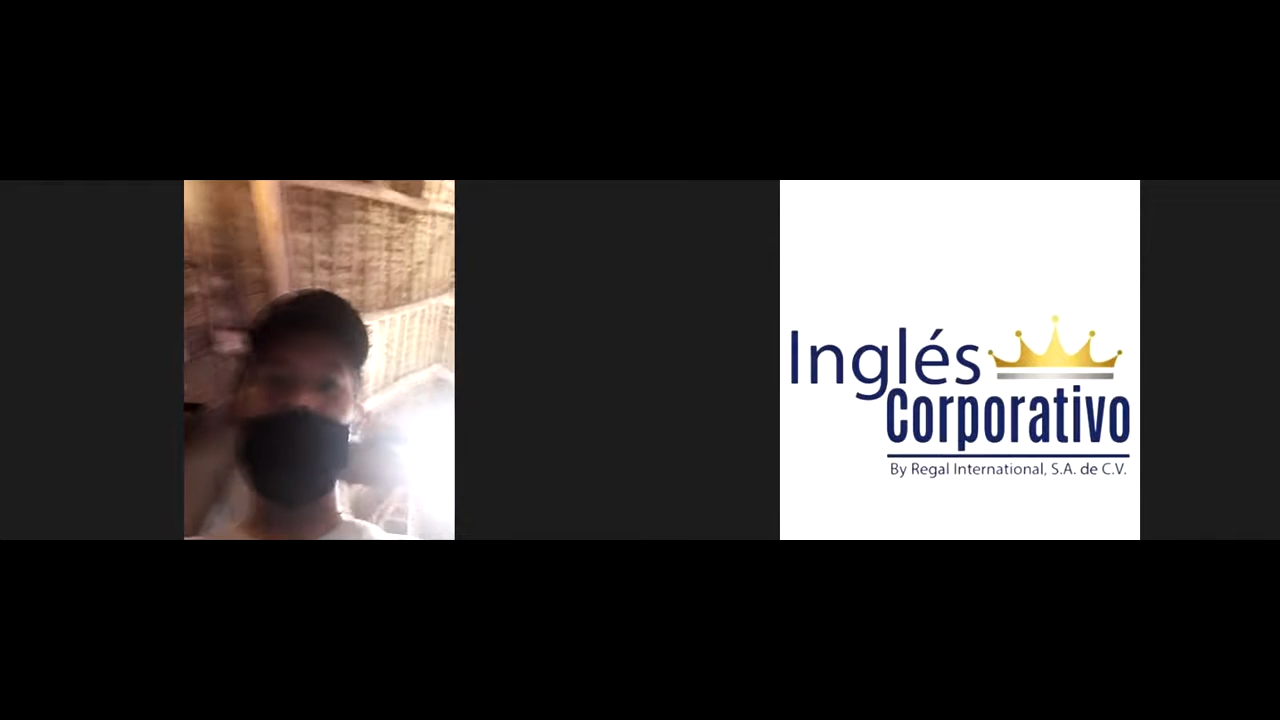 Inglés
Corporativo
By Regal International, S.A. de C.V.